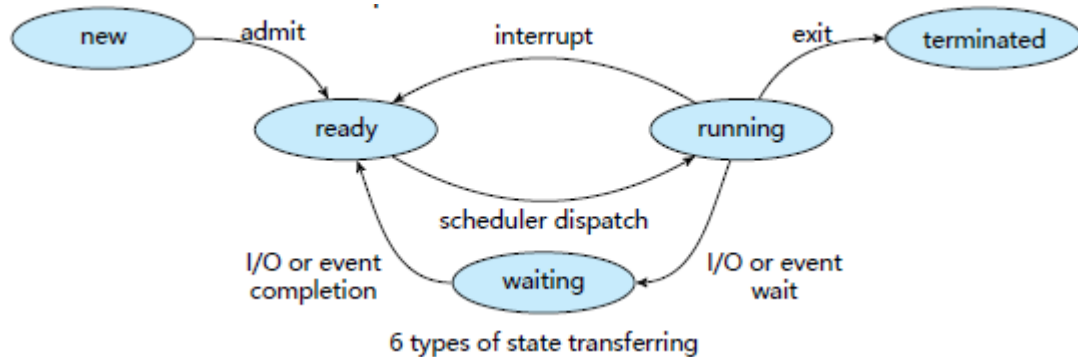 new
admit
interrupt
exit
terminated
ready
running
scheduler dispatch
I/O or event
completion
waiting
I/O or event
wait
6 types of state transferring